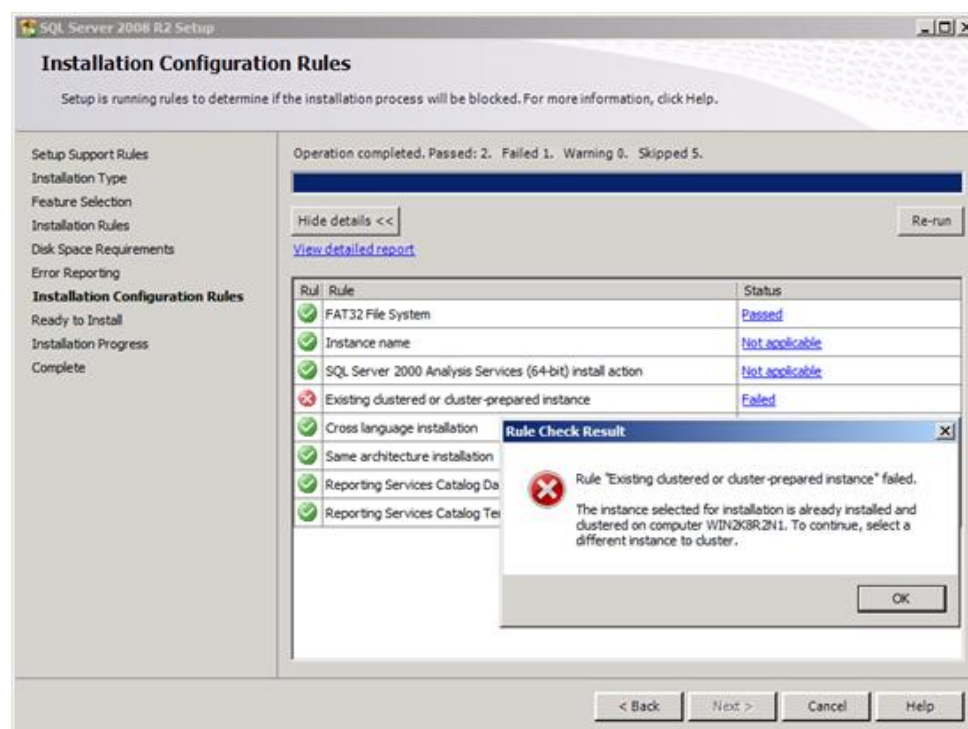 SQL Server 2008 R2 Setup
Installation Configuration Rules
Setup is running rules to determine if the installation process will be blocked. For more information, click Help.
Setup Support Rules
Installation Type
Feature Selection
Installation Rules
Disk Space Requirements
Error Reporting
Installation Configuration Rules
Ready to Install
Installation Progress
Complete
Operation completed. Passed: 2. Failed 1. Warning 0. Skipped 5.
Hide details <<
Re-run
View detailed report
Rul Rule Status
FAT32 File System Passed
Instance name Not applicable
SQL Server 2000 Analysis Services (64-bit) install action Not applicable
Existing clustered or cluster-prepared instance Failed
Cross language installation
Same architecture installation
Reporting Services Catalog Da
Reporting Services Catalog Te
Rule Check Result
Rule "Existing clustered or cluster-prepared instance" failed.
The instance selected for installation is already installed and
clustered on computer WIN2K8R2N1. To continue, select a
different instance to cluster.
OK
< Back Next > Cancel Help